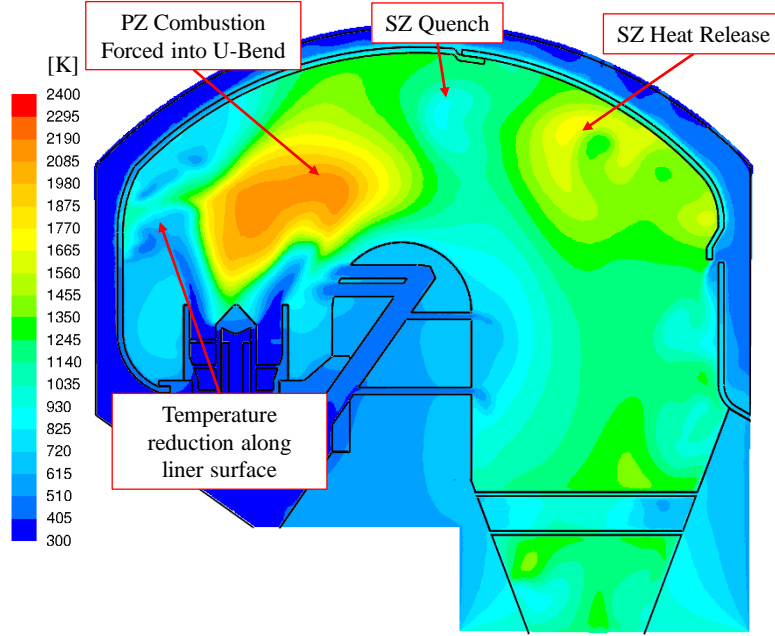 PZ Combustion
Forced into U-Bend
SZ Quench
SZ Heat Release
[K]
2400
2295
2190
2085
1980
1875
1770
1665
1560
1455
1350
1245
1140
1035
930
825
720
615
510
405
300
Temperature
reduction along
liner surface